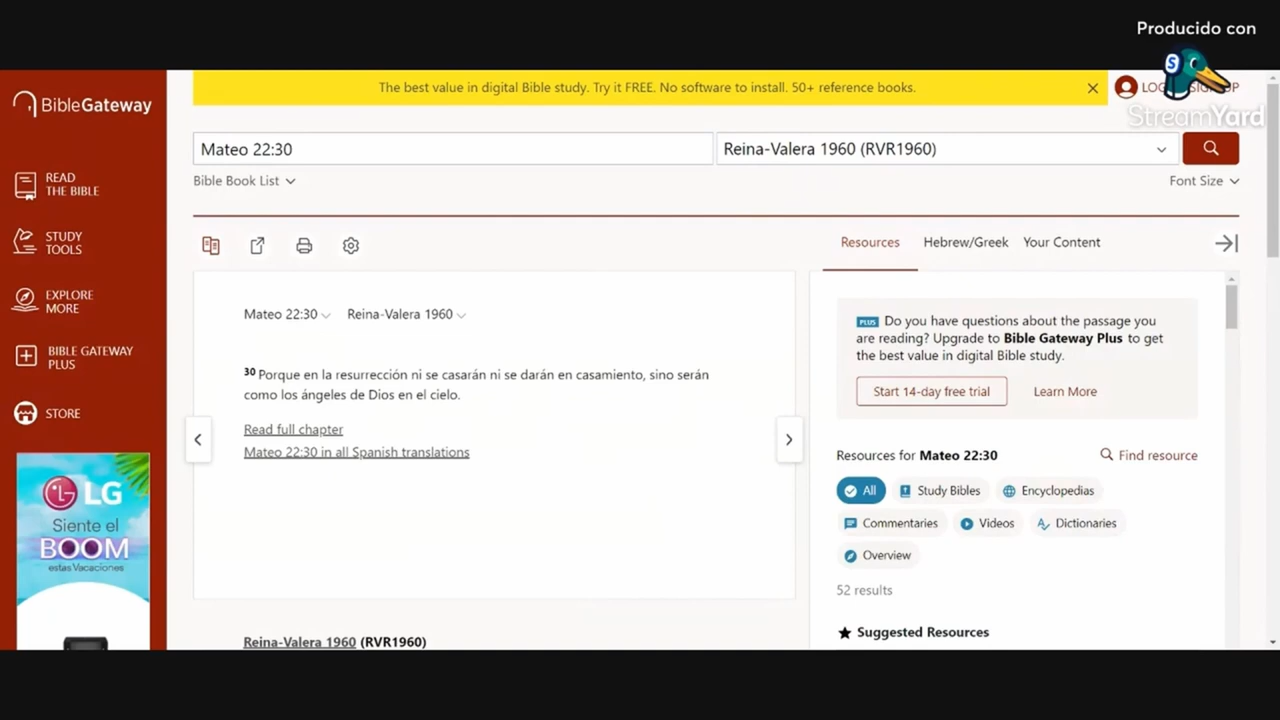 Producido con
StreamYard
BibleGateway
The best value in digital Bible study. Try it FREE. No software to install. 50+ reference books.
Mateo 22:30
Reina-Valera 1960 (RVR1960)
Bible Book List
Font Size
READ
THE BIBLE
STUDY
TOOLS
EXPLORE
MORE
BIBLE GATEWAY
PLUS
STORE
LG
Siente el
BOOM
estas Vacaciones
Resources Hebrew/Greek Your Content
Mateo 22:30 Reina-Valera 1960
30 Porque en la resurrección ni se casarán ni se darán en casamiento, sino serán
como los ángeles de Dios en el cielo.
Read full chapter
Mateo 22:30 in all Spanish translations
PLUS Do you have questions about the passage you
are reading? Upgrade to Bible Gateway Plus to get
the best value in digital Bible study.
Start 14-day free trial Learn More
Resources for Mateo 22:30 Find resource
All Study Bibles Encyclopedias
Commentaries Videos Dictionaries
Overview
52 results
Suggested Resources
Reina-Valera 1960 (RVR1960)